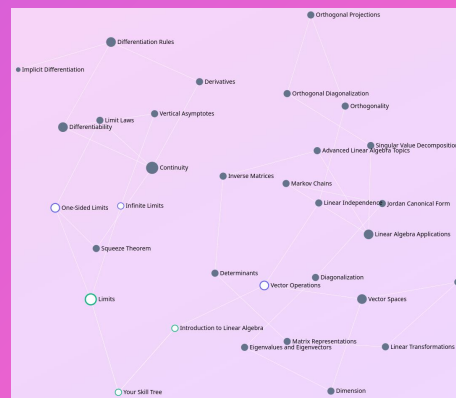 Orthogonal Projections
Differentiation Rules
Implicit Differentiation
Derivatives
Orthogonal Diagonalization
Orthogonality
Vertical Asymptotes
Limit Laws
Differentiability
Singular Value Decomposition
Advanced Linear Algebra Topics
Continuity
Inverse Matrices
Markov Chains
Linear Independence
Jordan Canonical Form
One-Sided Limits
Infinite Limits
Linear Algebra Applications
Squeeze Theorem
Determinants
Diagonalization
Vector Operations
Limits
Vector Spaces
Introduction to Linear Algebra
Matrix Representations
Eigenvalues and Eigenvectors
Linear Transformations
Your Skill Tree
Dimension